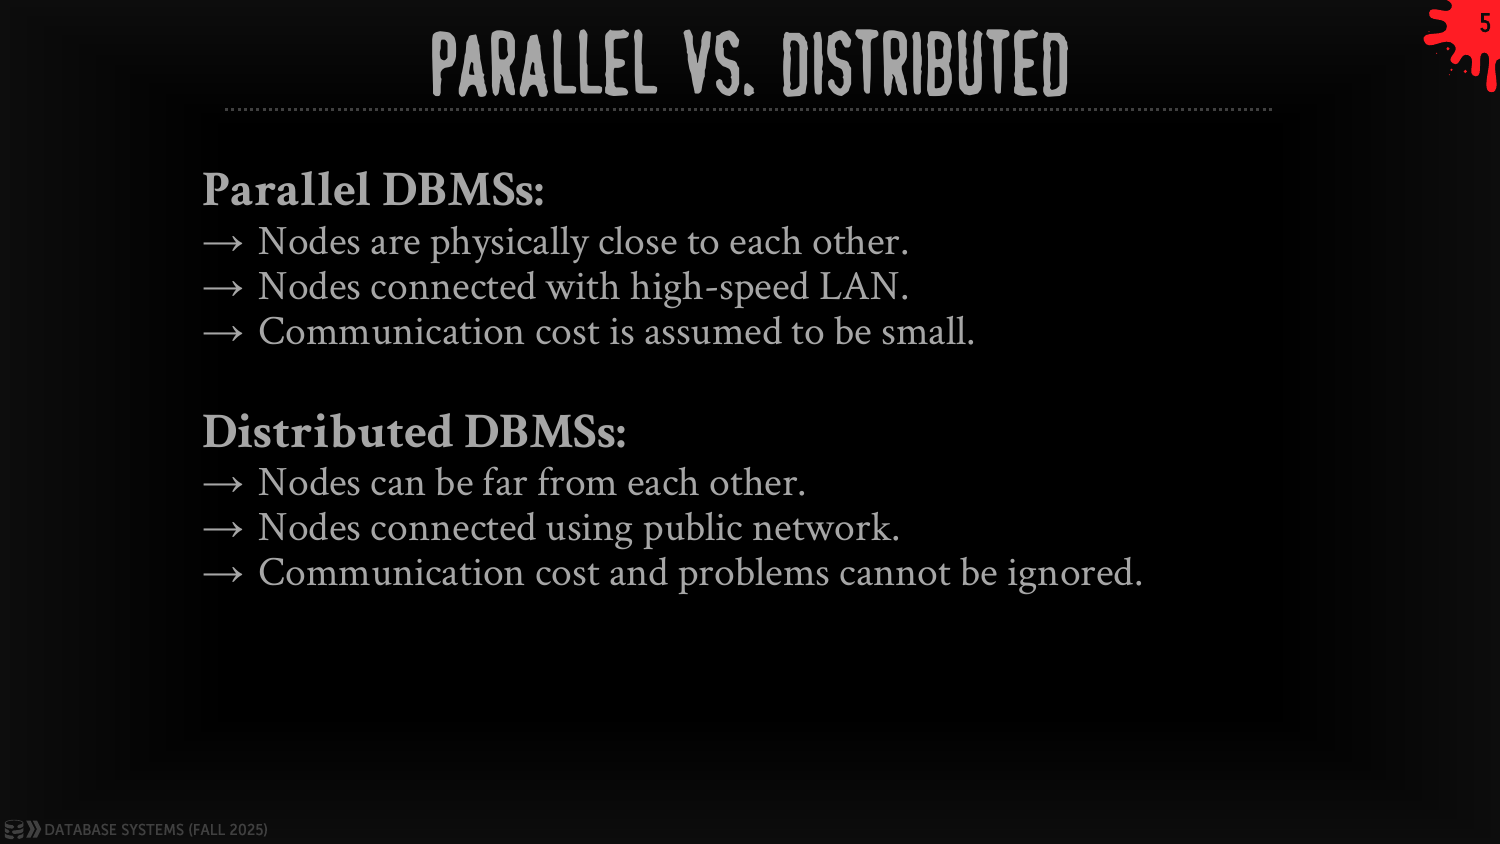 PARALLEL VS. DISTRIBUTED
5
Parallel DBMSs:
→ Nodes are physically close to each other.
→ Nodes connected with high-speed LAN.
→ Communication cost is assumed to be small.
Distributed DBMSs:
→ Nodes can be far from each other.
→ Nodes connected using public network.
→ Communication cost and problems cannot be ignored.
DATABASE SYSTEMS (FALL 2025)